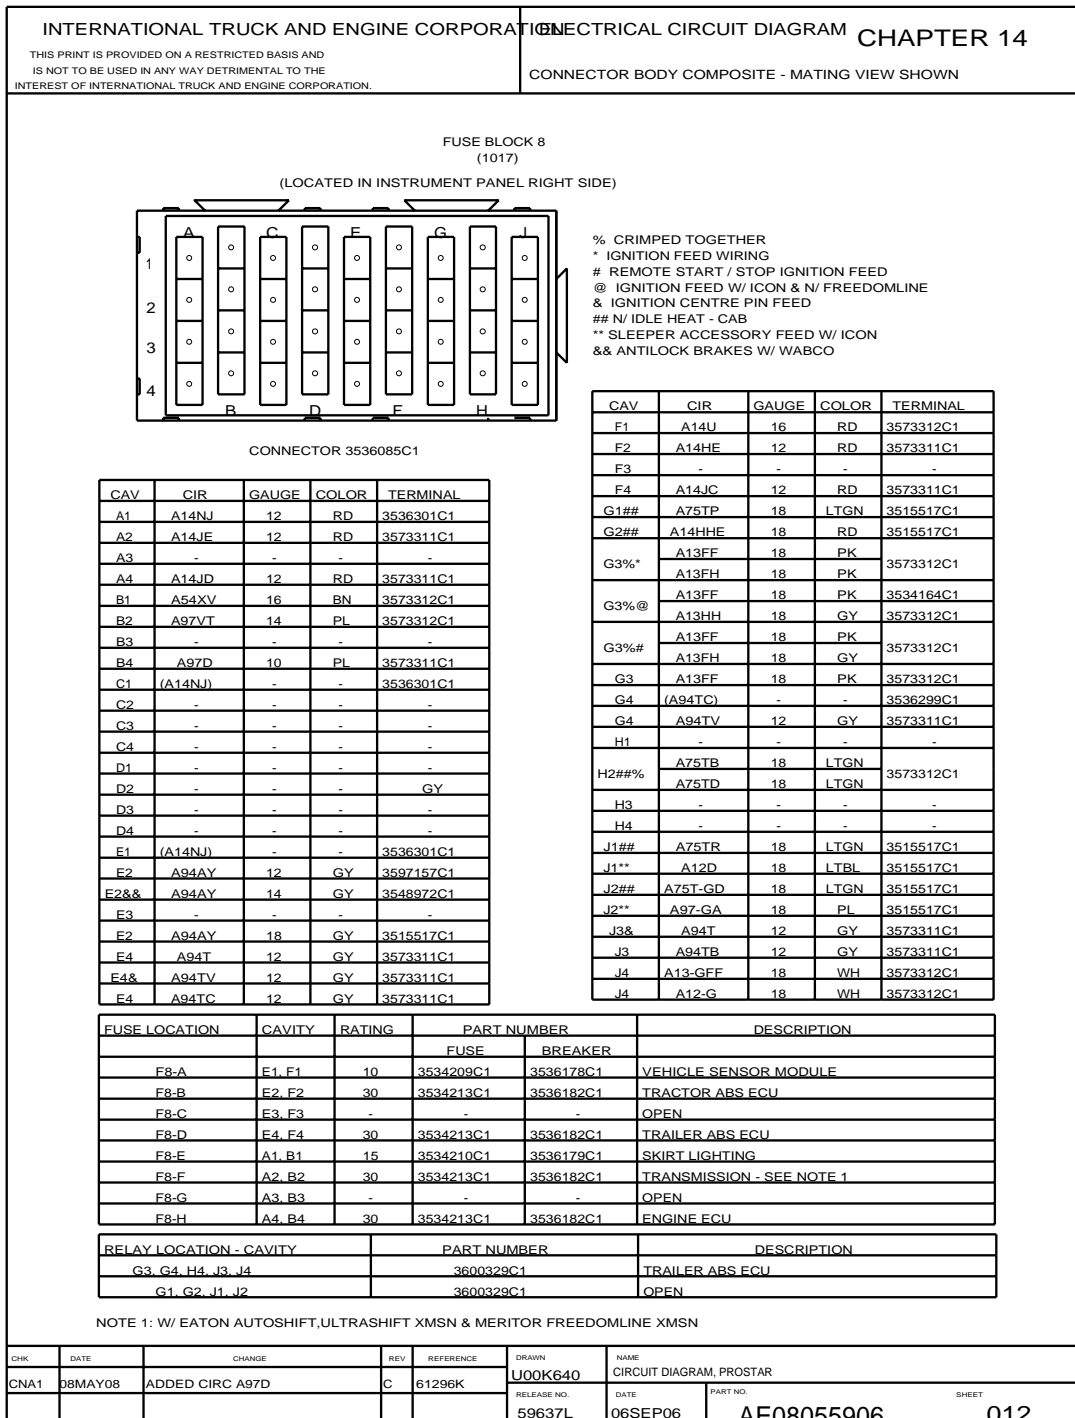 INTERNATIONAL TRUCK AND ENGINE CORPORATION
THIS PRINT IS PROVIDED ON A RESTRICTED BASIS AND
IS NOT TO BE USED IN ANY WAY DETRIMENTAL TO THE
INTEREST OF INTERNATIONAL TRUCK AND ENGINE CORPORATION.
ELECTRICAL CIRCUIT DIAGRAM CHAPTER 14
CONNECTOR BODY COMPOSITE - MATING VIEW SHOWN
FUSE BLOCK 8
(1017)
(LOCATED IN INSTRUMENT PANEL RIGHT SIDE)
A C E G J
1
2
3
4
B D F H
CONNECTOR 3536085C1
% CRIMPED TOGETHER
* IGNITION FEED WIRING
# REMOTE START / STOP IGNITION FEED
@ IGNITION FEED W/ ICON & N/ FREEDOMLINE
& IGNITION CENTRE PIN FEED
## N/ IDLE HEAT - CAB
** SLEEPER ACCESSORY FEED W/ ICON
&& ANTILOCK BRAKES W/ WABCO
CAV CIR GAUGE COLOR TERMINAL
A1 A14NJ 12 RD 3536301C1
A2 A14JE 12 RD 3573311C1
A3 - - - -
A4 A14JD 12 RD 3573311C1
B1 A54XV 16 BN 3573312C1
B2 A97VT 14 PL 3573312C1
B3 - - - -
B4 A97D 10 PL 3573311C1
C1 (A14NJ) - - 3536301C1
C2 - - - -
C3 - - - -
C4 - - - -
D1 - - - -
D2 - - - GY
D3 - - - -
D4 - - - -
E1 (A14NJ) - - 3536301C1
E2 A94AY 12 GY 3597157C1
E2&& A94AY 14 GY 3548972C1
E3 - - - -
E2 A94AY 18 GY 3515517C1
E4 A94T 12 GY 3573311C1
E4& A94TV 12 GY 3573311C1
E4 A94TC 12 GY 3573311C1
CAV CIR GAUGE COLOR TERMINAL
F1 A14U 16 RD 3573312C1
F2 A14HE 12 RD 3573311C1
F3 - - - -
F4 A14JC 12 RD 3573311C1
G1## A75TP 18 LTGN 3515517C1
G2## A14HHE 18 RD 3515517C1
G3%* A13FF 18 PK 3573312C1
A13FH 18 PK
G3%@ A13FF 18 PK 3534164C1
A13HH 18 GY 3573312C1
G3%# A13FF 18 PK 3573312C1
A13FH 18 GY
G3 A13FF 18 PK 3573312C1
G4 (A94TC) - - 3536299C1
G4 A94TV 12 GY 3573311C1
H1 - - - -
H2##% A75TB 18 LTGN 3573312C1
A75TD 18 LTGN
H3 - - - -
H4 - - - -
J1## A75TR 18 LTGN 3515517C1
J1** A12D 18 LTBL 3515517C1
J2## A75T-GD 18 LTGN 3515517C1
J2** A97-GA 18 PL 3515517C1
J3& A94T 12 GY 3573311C1
J3 A94TB 12 GY 3573311C1
J4 A13-GFF 18 WH 3573312C1
J4 A12-G 18 WH 3573312C1
FUSE LOCATION CAVITY RATING PART NUMBER DESCRIPTION
FUSE BREAKER
F8-A E1, F1 10 3534209C1 3536178C1 VEHICLE SENSOR MODULE
F8-B E2, F2 30 3534213C1 3536182C1 TRACTOR ABS ECU
F8-C E3, F3 - - - OPEN
F8-D E4, F4 30 3534213C1 3536182C1 TRAILER ABS ECU
F8-E A1, B1 15 3534210C1 3536179C1 SKIRT LIGHTING
F8-F A2, B2 30 3534213C1 3536182C1 TRANSMISSION - SEE NOTE 1
F8-G A3, B3 - - - OPEN
F8-H A4, B4 30 3534213C1 3536182C1 ENGINE ECU
RELAY LOCATION - CAVITY PART NUMBER DESCRIPTION
G3, G4, H4, J3, J4 3600329C1 TRAILER ABS ECU
G1, G2, J1, J2 3600329C1 OPEN
NOTE 1: W/ EATON AUTOSHIFT,ULTRASHIFT XMSN & MERITOR FREEDOMLINE XMSN
CHK DATE CHANGE REV REFERENCE DRAWN NAME
CNA1 08MAY08 ADDED CIRC A97D C 61296K U00K640 CIRCUIT DIAGRAM, PROSTAR
RELEASE NO. DATE PART NO. SHEET
59637L 06SEP06 AE08055906 012